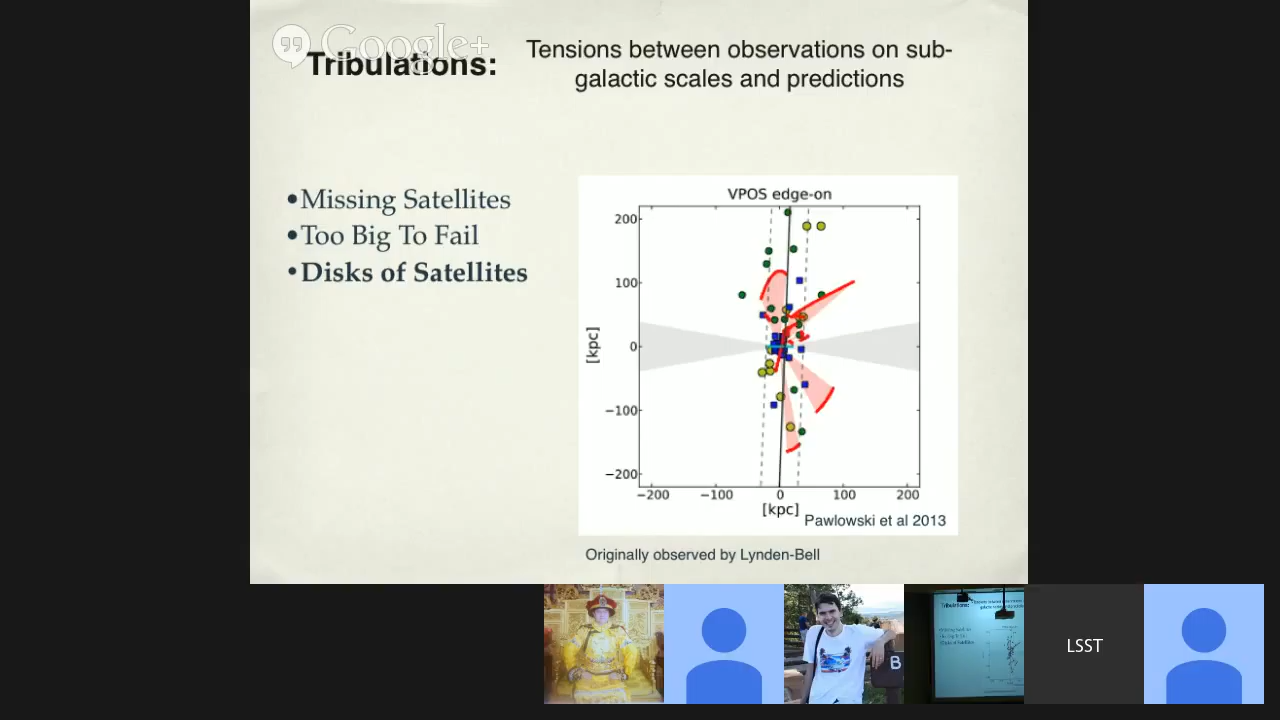 Google+
Tribulations:
Tensions between observations on sub-
galactic scales and predictions
•Missing Satellites
•Too Big To Fail
•Disks of Satellites
VPOS edge-on
200
100
0
−100
−200
[kpc]
−200 −100 0 100 200
[kpc]
Pawlowski et al 2013
Originally observed by Lynden-Bell
B
Tribulations:
LSST